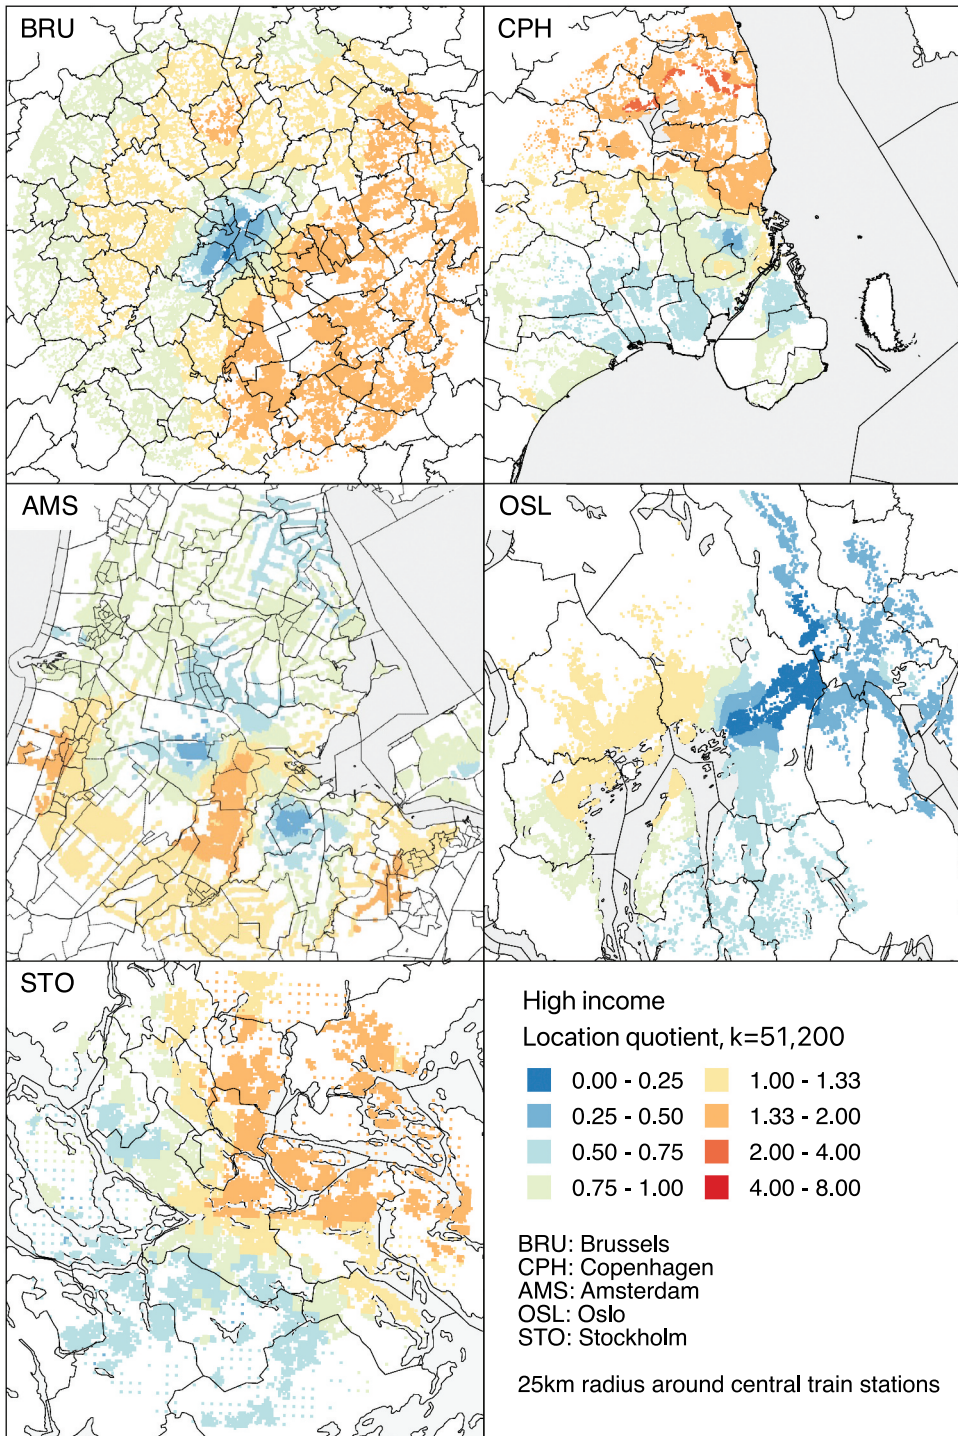 BRU
CPH
AMS
OSL
STO
High income
Location quotient, k=51,200
0.00 - 0.25
1.00 - 1.33
0.25 - 0.50
1.33 - 2.00
0.50 - 0.75
2.00 - 4.00
0.75 - 1.00
4.00 - 8.00
BRU: Brussels
CPH: Copenhagen
AMS: Amsterdam
OSL: Oslo
STO: Stockholm
25km radius around central train stations